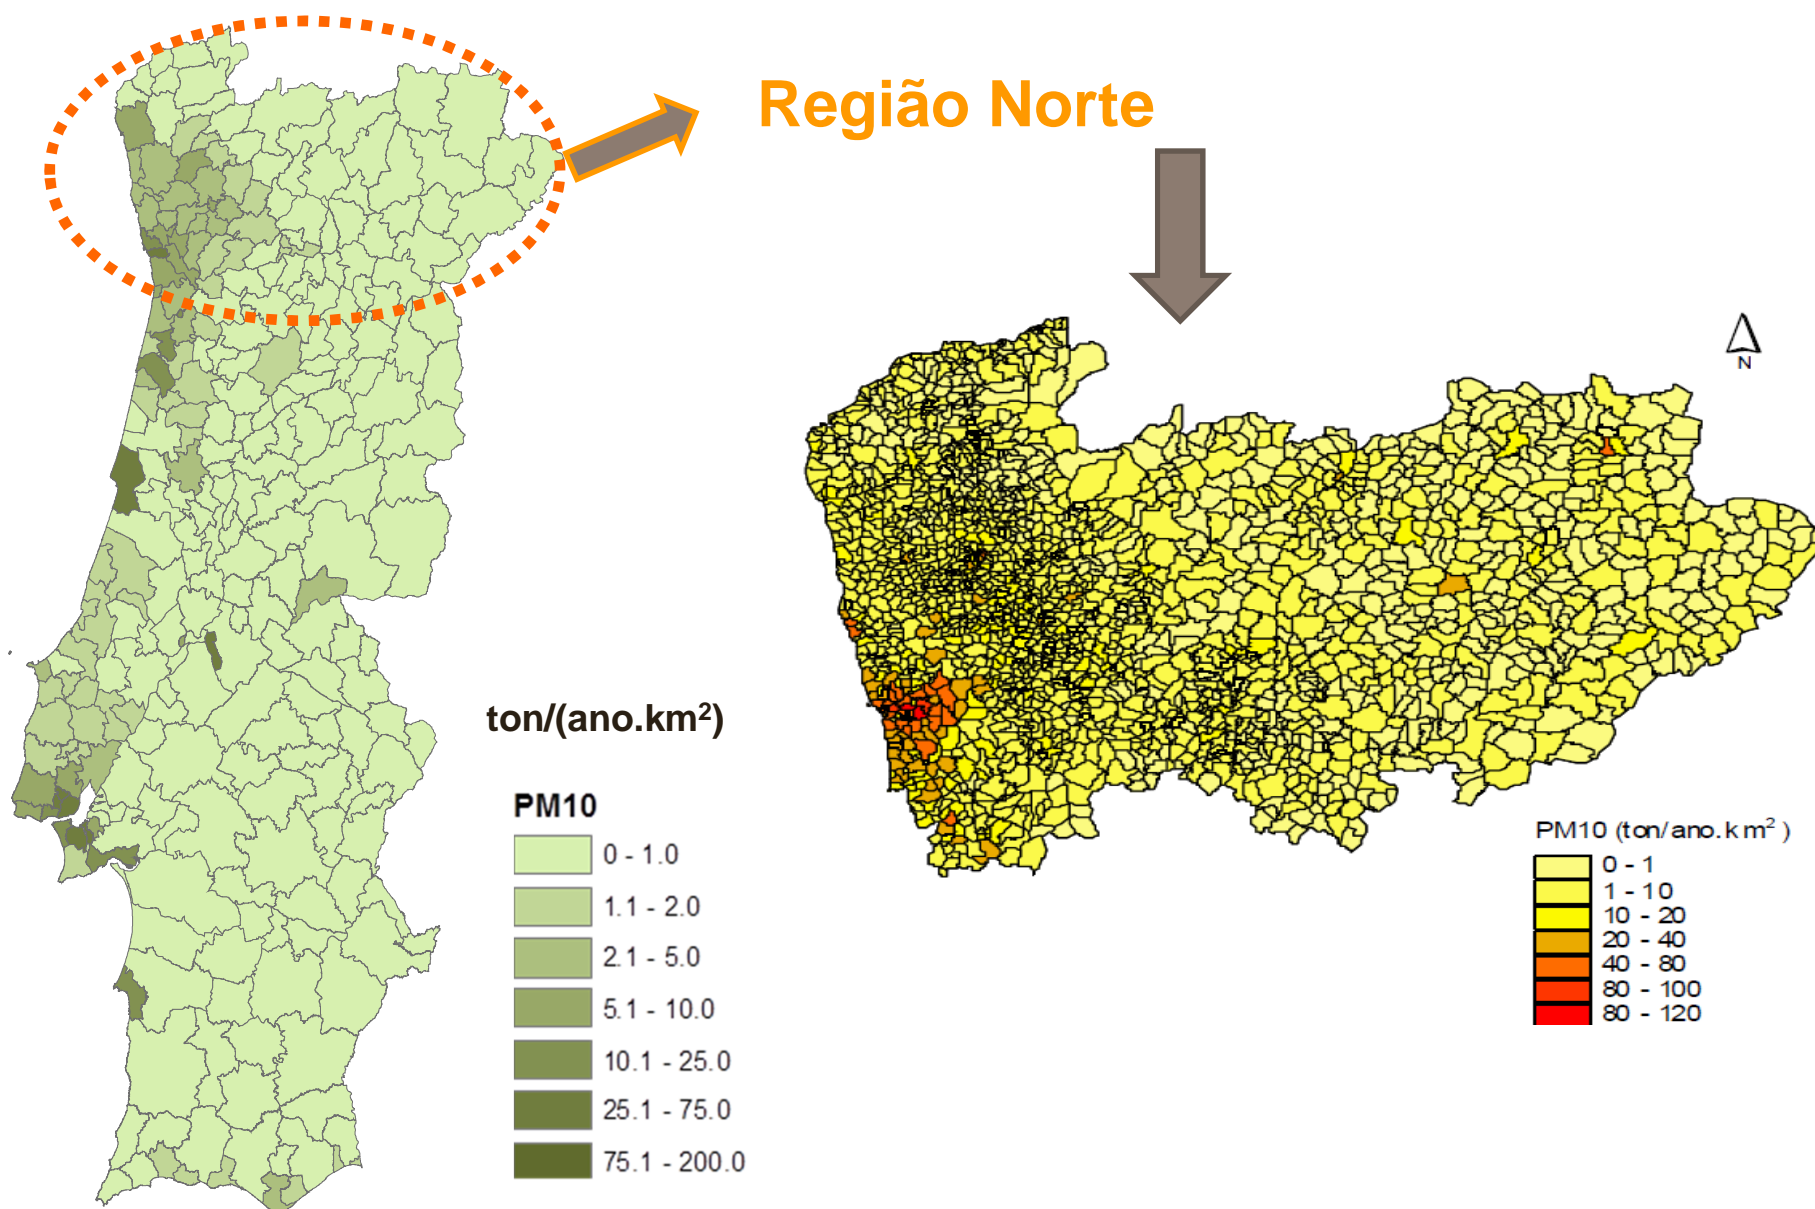 Região Norte
N
ton/(ano.km²)
PM10
0 - 1.0
1.1 - 2.0
2.1 - 5.0
5.1 - 10.0
10.1 - 25.0
25.1 - 75.0
75.1 - 200.0
PM10 (ton/ano.km²)
0 - 1
1 - 10
10 - 20
20 - 40
40 - 80
80 - 100
80 - 120